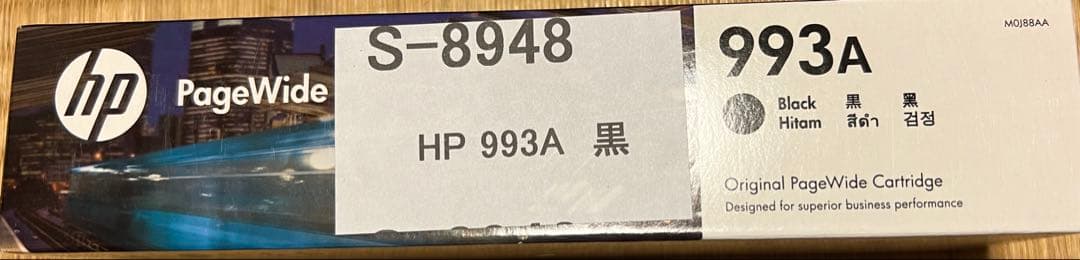 hp
PageWide
S-8948
HP 993A 黒
993A
M0J88AA
Black 黒 黑
Hitam สีดำ 검정
Original PageWide Cartridge
Designed for superior business performance